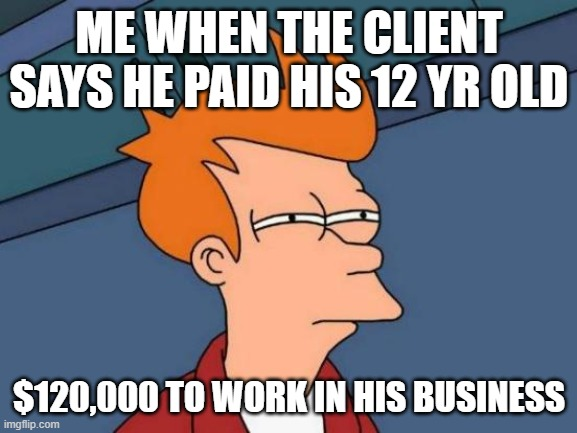 ME WHEN THE CLIENT
SAYS HE PAID HIS 12 YR OLD
$120,000 TO WORK IN HIS BUSINESS
imgflip.com